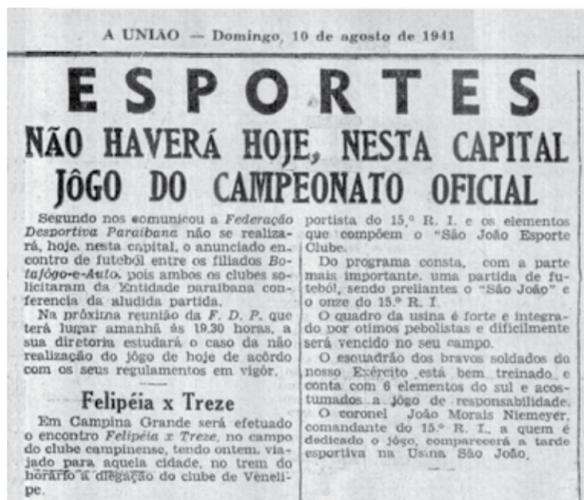 A UNIÃO — Domingo, 10 de agosto de 1941
ESPORTES
NÃO HAVERÁ HOJE, NESTA CAPITAL
JÔGO DO CAMPEONATO OFICIAL
Segundo nos comunicou a Federação
Desportiva Paraibana não se realiza-
rá, hoje, nesta capital, o anunciado en-
contro de futeból entre os filiados Bo-
tafôgo-e-Auto, pois ambos os clubes so-
licitaram da Entidade paraibana con-
ferencia da aludida partida.
Na próxima reunião da F. D. P. que
terá lugar amanhã ás 19,30 horas, a
sua diretoria estudará o caso da não
realização do jôgo de hoje de acôrdo
com os seus regulamentos em vigôr.
Felipéia x Treze
Em Campina Grande será efetuado
o encontro Felipéia x Treze, no campo
do clube campinense, tendo ontem, via-
jado para aquela cidade, no trem do
horário a dlegação do clube de Veneli-
pe.
portista do 15.º R. I. e os elementos
que compõem o "São João Esporte
Clube.
Do programa consta, com a parte
mais importante, uma partida de fu-
teból, sendo preliantes o "São João" e
o onze do 15.º R. I.
O quadro da usina é forte e integra-
do por otimos pebolistas e dificilmente
será vencido no seu campo.
O escuadrão dos bravos soldados do
nosso Exército está bem treinado e
conta com 6 elementos do sul e acos-
tumados a jôgo de responsabilidade.
O coronel João Morais Niemeyer,
comandante do 15.º R. I., a quem é
dedicado o jôgo, comparecerá a tarde
esportiva na Usina São João.